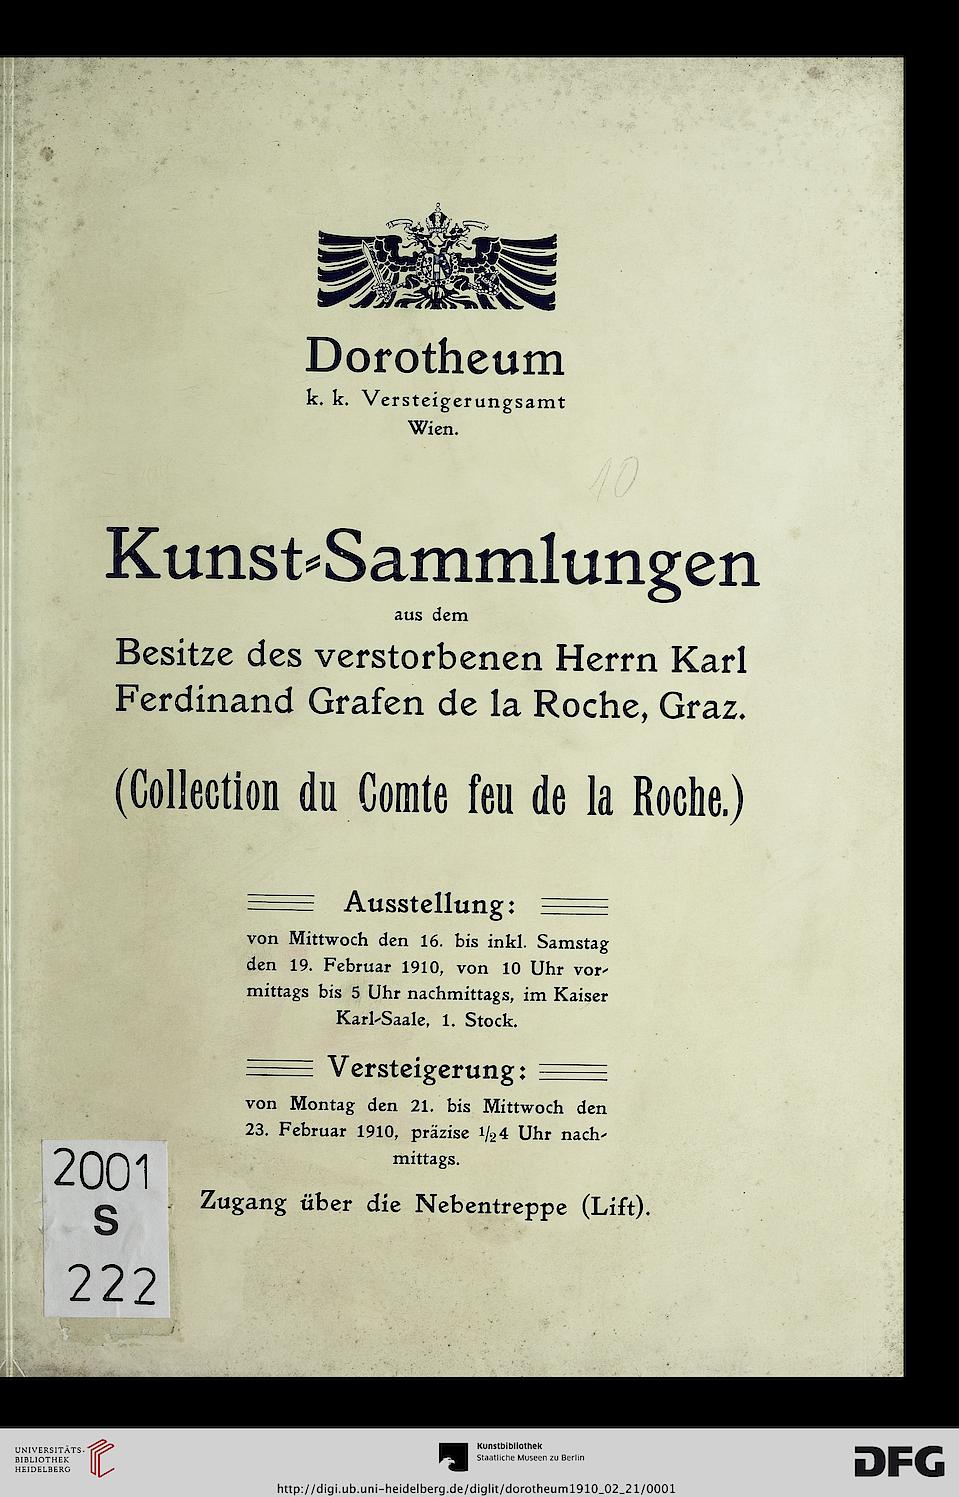 Dorotheum
k. k. Versteigerungsamt
Wien.
10
Kunst-Sammlungen
aus dem
Besitze des verstorbenen Herrn Karl
Ferdinand Grafen de la Roche, Graz.
(Collection du Comte feu de la Roche.)
Ausstellung:
von Mittwoch den 16. bis inkl. Samstag
den 19. Februar 1910, von 10 Uhr vor-
mittags bis 5 Uhr nachmittags, im Kaiser
Karl-Saale, 1. Stock.
Versteigerung:
von Montag den 21. bis Mittwoch den
23. Februar 1910, präzise 1/24 Uhr nach-
mittags.
Zugang über die Nebentreppe (Lift).
2001
S
222
UNIVERSITÄTS-
BIBLIOTHEK
HEIDELBERG
Kunstbibliothek
Staatliche Museen zu Berlin
DFG
http://digi.ub.uni-heidelberg.de/diglit/dorotheum1910_02_21/0001